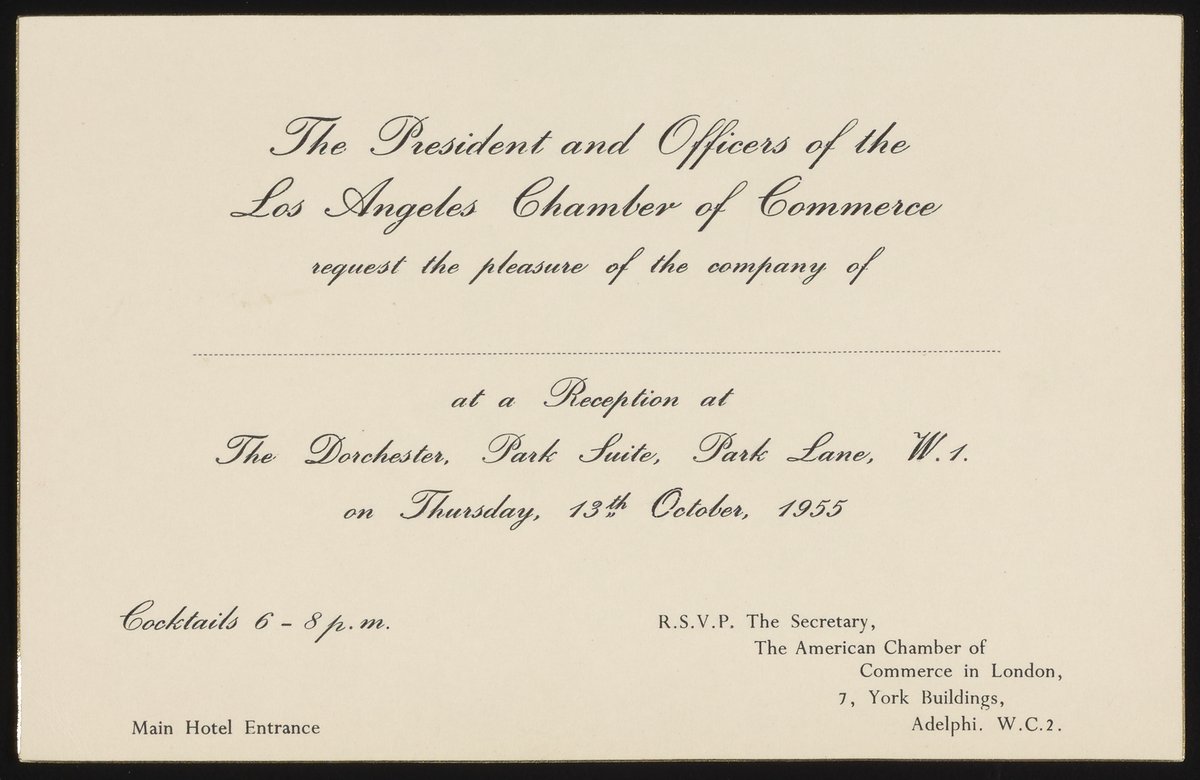 The President and Officers of the
Los Angeles Chamber of Commerce
request the pleasure of the company of
at a Reception at
The Dorchester, Park Suite, Park Lane, W.1.
on Thursday, 13th October, 1955
Cocktails 6 - 8 p.m.
R.S.V.P. The Secretary,
The American Chamber of
Commerce in London,
7, York Buildings,
Adelphi. W.C.2.
Main Hotel Entrance